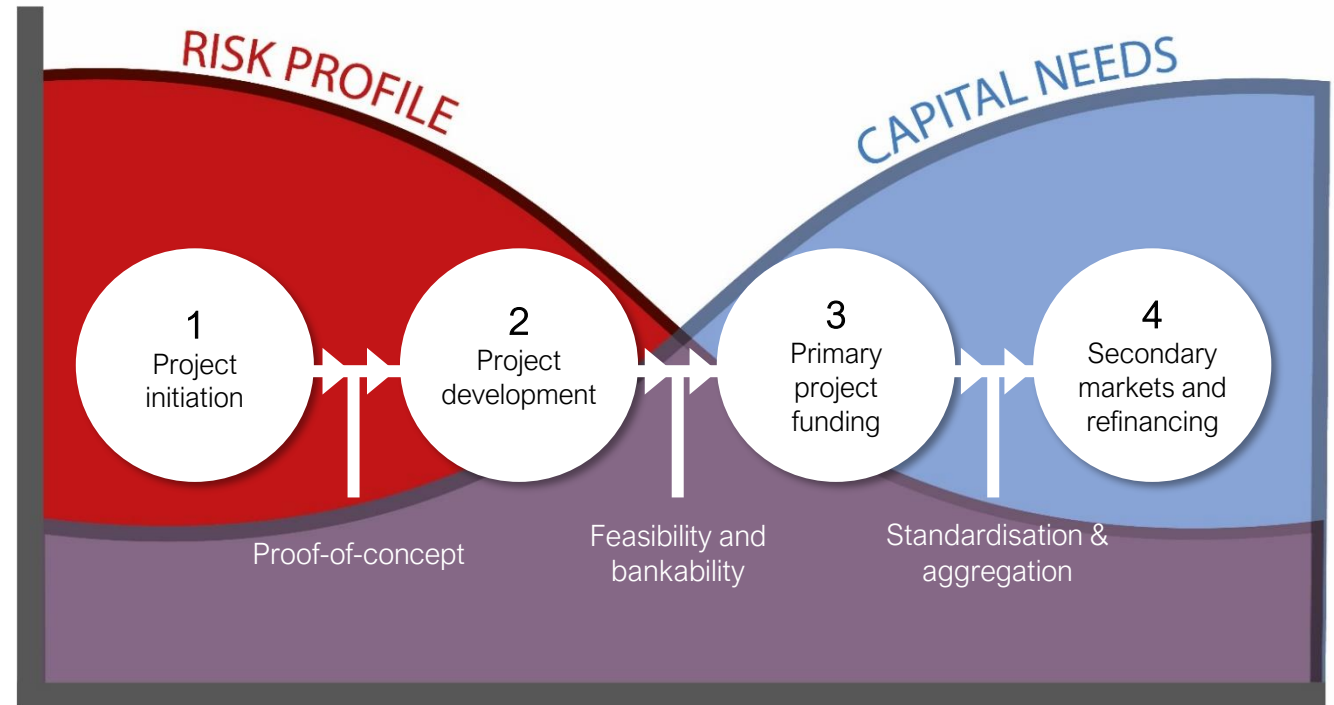 RISK PROFILE
CAPITAL NEEDS
1
Project
initiation
2
Project
development
3
Primary
project
funding
4
Secondary
markets and
refinancing
Proof-of-concept
Feasibility and
bankability
Standardisation &
aggregation